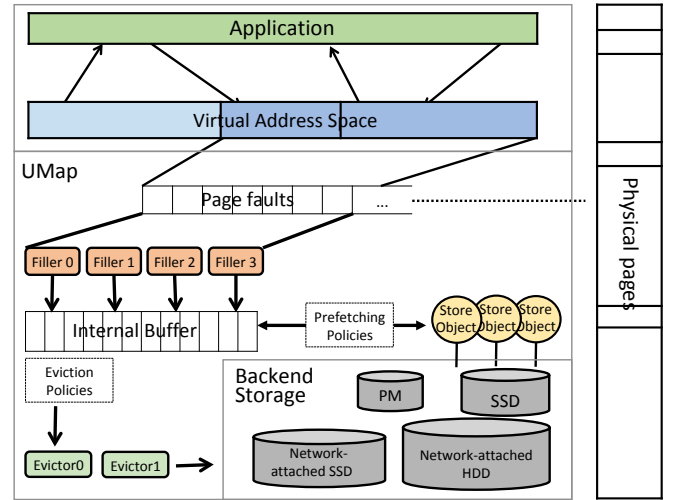 Application
Virtual Address Space
UMap
Page faults
...
Physical pages
Filler 0
Filler 1
Filler 2
Filler 3
Internal Buffer
Prefetching
Policies
Store
Object
Store
Object
Store
Object
Eviction
Policies
Backend
Storage
PM
SSD
Network-
attached SSD
Network-attached
HDD
Evictor0
Evictor1